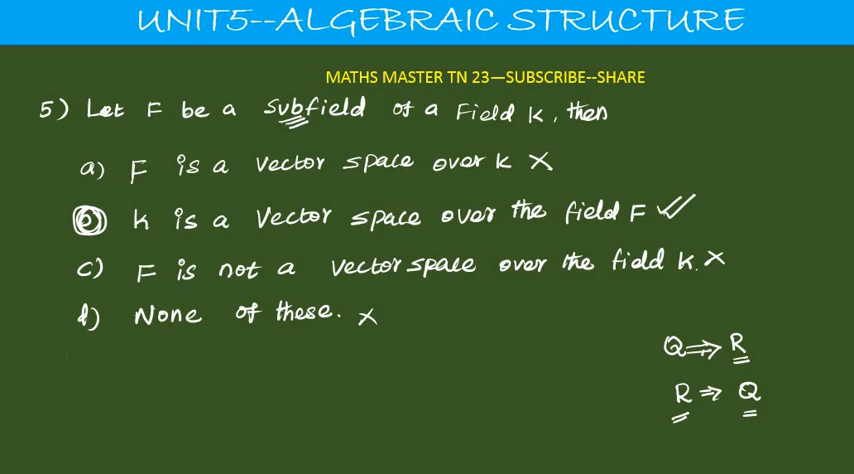 UNIT5--ALGEBRAIC STRUCTURE
MATHS MASTER TN 23—SUBSCRIBE--SHARE
5) Let F be a subfield of a Field K, then
a) F is a vector space over K ✗
b) K is a vector space over the field F ✓
c) F is not a vector space over the field K. ✗
d) None of these. ✗
Q ⇒ R
R ⇒ Q